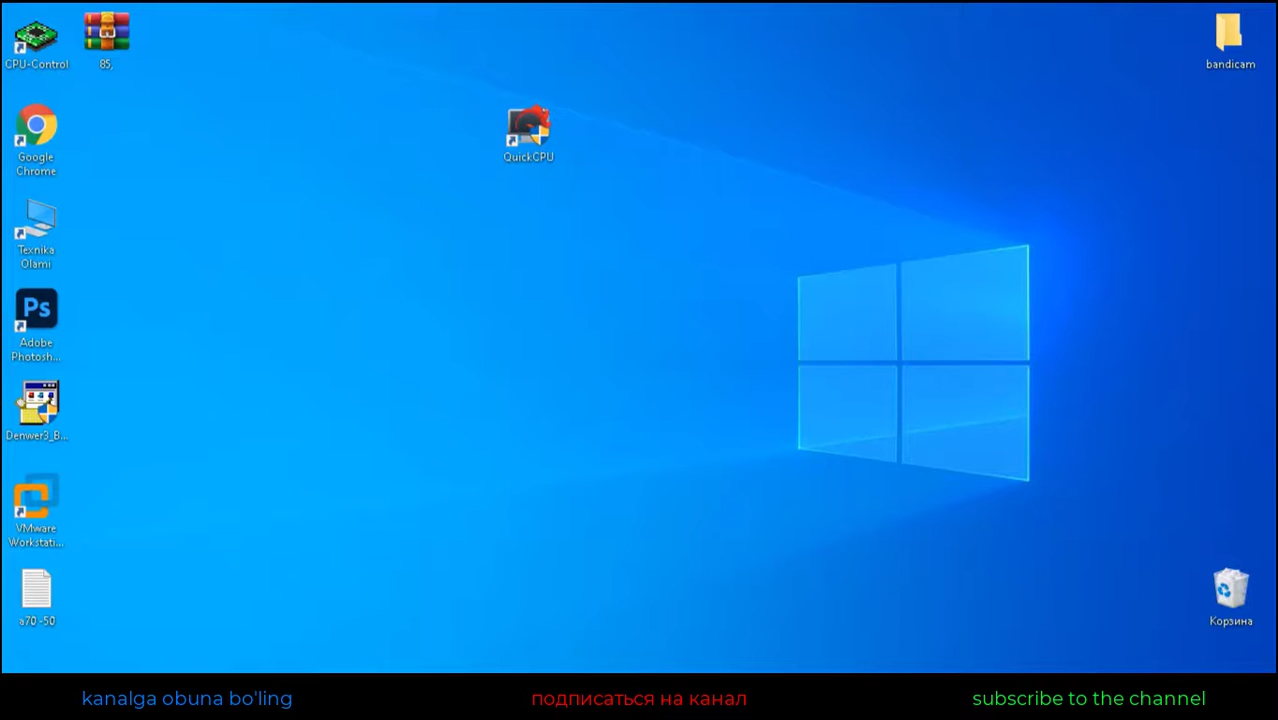 CPU-Control
85,
bandicam
QuickCPU
Google
Chrome
Texnika
Olami
Ps
Adobe
Photosh...
Denwer3_B...
VMware
Workstati...
a70 -50
Корзина
kanalga obuna bo'ling
подписаться на канал
subscribe to the channel